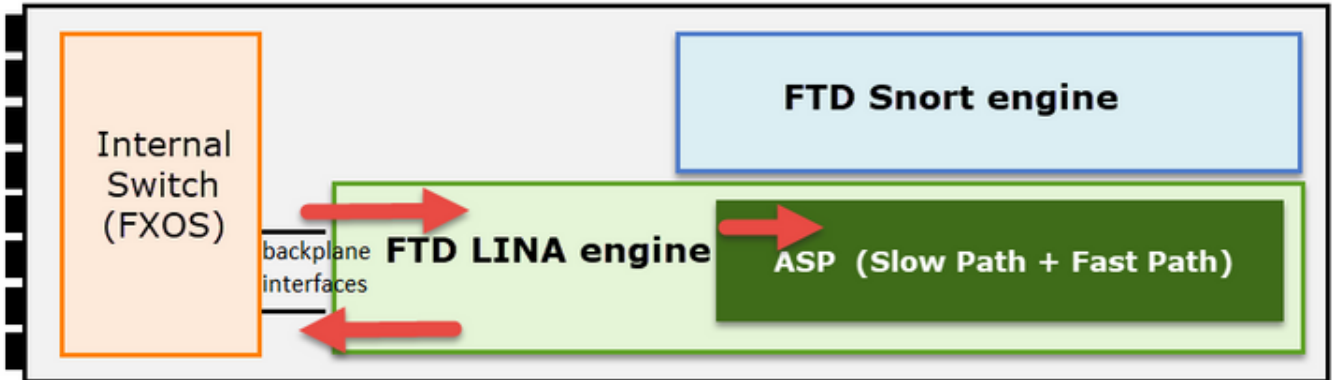 FTD Snort engine
Internal
Switch
(FXOS)
backplane
interfaces
FTD LINA engine
ASP (Slow Path + Fast Path)